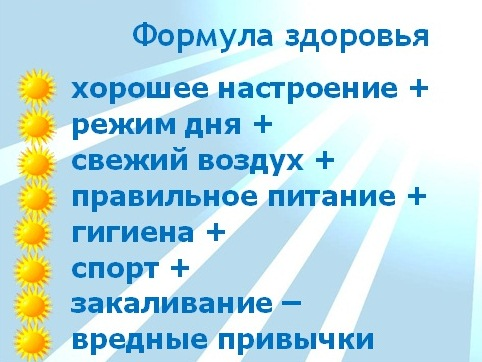 Формула здоровья
хорошее настроение +
режим дня +
свежий воздух +
правильное питание +
гигиена +
спорт +
закаливание –
вредные привычки